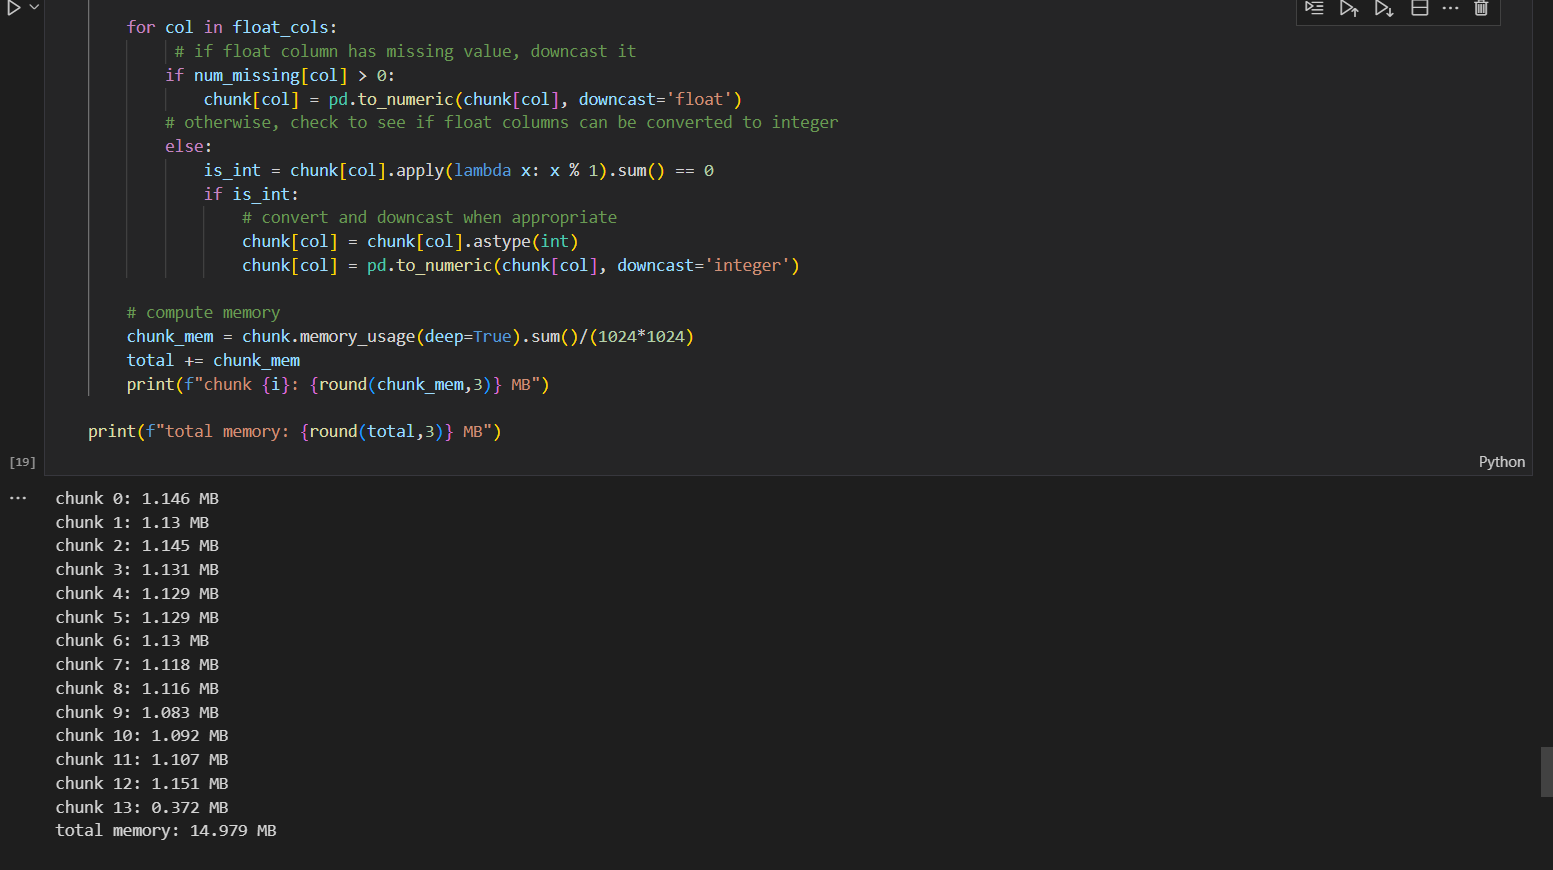 for col in float_cols:
# if float column has missing value, downcast it
if num_missing[col] > 0:
chunk[col] = pd.to_numeric(chunk[col], downcast='float')
# otherwise, check to see if float columns can be converted to integer
else:
is_int = chunk[col].apply(lambda x: x % 1).sum() == 0
if is_int:
# convert and downcast when appropriate
chunk[col] = chunk[col].astype(int)
chunk[col] = pd.to_numeric(chunk[col], downcast='integer')
# compute memory
chunk_mem = chunk.memory_usage(deep=True).sum()/(1024*1024)
total += chunk_mem
print(f"chunk {i}: {round(chunk_mem,3)} MB")
print(f"total memory: {round(total,3)} MB")
[19]
Python
chunk 0: 1.146 MB
chunk 1: 1.13 MB
chunk 2: 1.145 MB
chunk 3: 1.131 MB
chunk 4: 1.129 MB
chunk 5: 1.129 MB
chunk 6: 1.13 MB
chunk 7: 1.118 MB
chunk 8: 1.116 MB
chunk 9: 1.083 MB
chunk 10: 1.092 MB
chunk 11: 1.107 MB
chunk 12: 1.151 MB
chunk 13: 0.372 MB
total memory: 14.979 MB